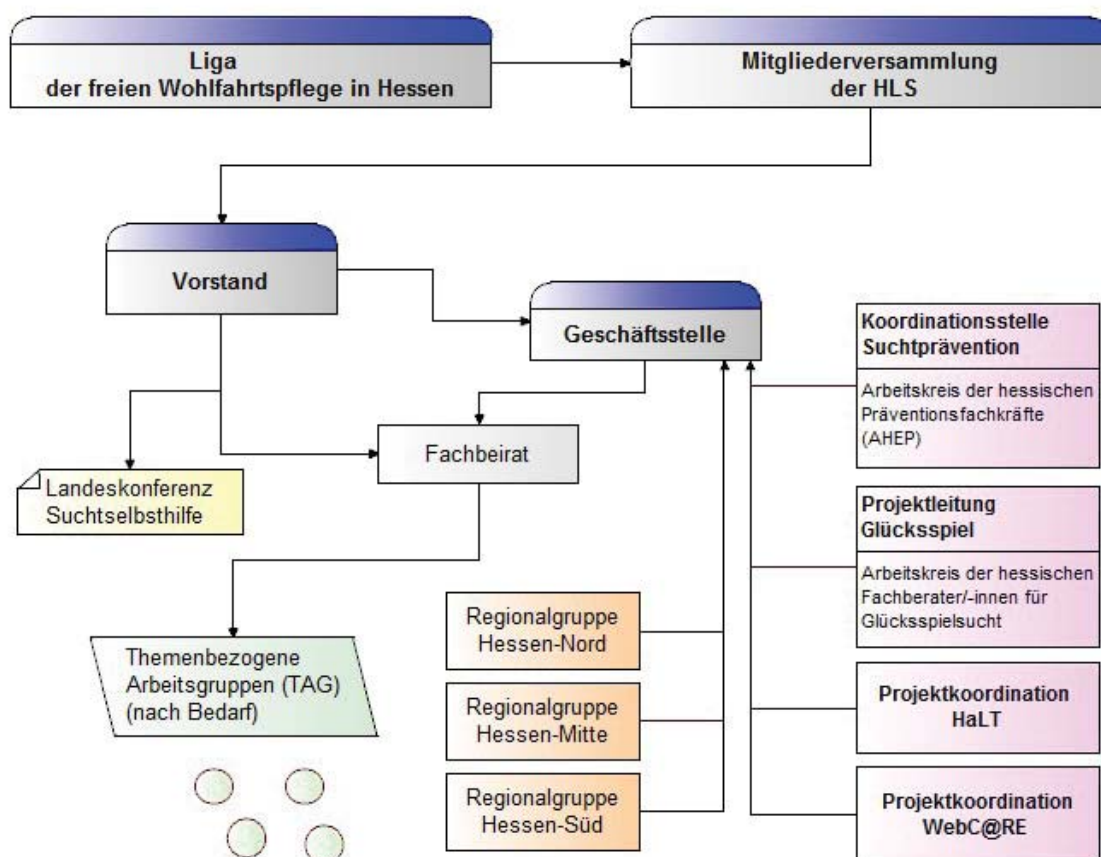 Liga
der freien Wohlfahrtspflege in Hessen
Mitgliederversammlung
der HLS
Vorstand
Geschäftsstelle
Fachbeirat
Landeskonferenz
Suchtselbsthilfe
Themenbezogene
Arbeitsgruppen (TAG)
(nach Bedarf)
Regionalgruppe
Hessen-Nord
Regionalgruppe
Hessen-Mitte
Regionalgruppe
Hessen-Süd
Koordinationsstelle
Suchtprävention
Arbeitskreis der hessischen
Präventionsfachkräfte
(AHEP)
Projektleitung
Glücksspiel
Arbeitskreis der hessischen
Fachberater/-innen für
Glücksspielsucht
Projektkoordination
HaLT
Projektkoordination
WebC@RE